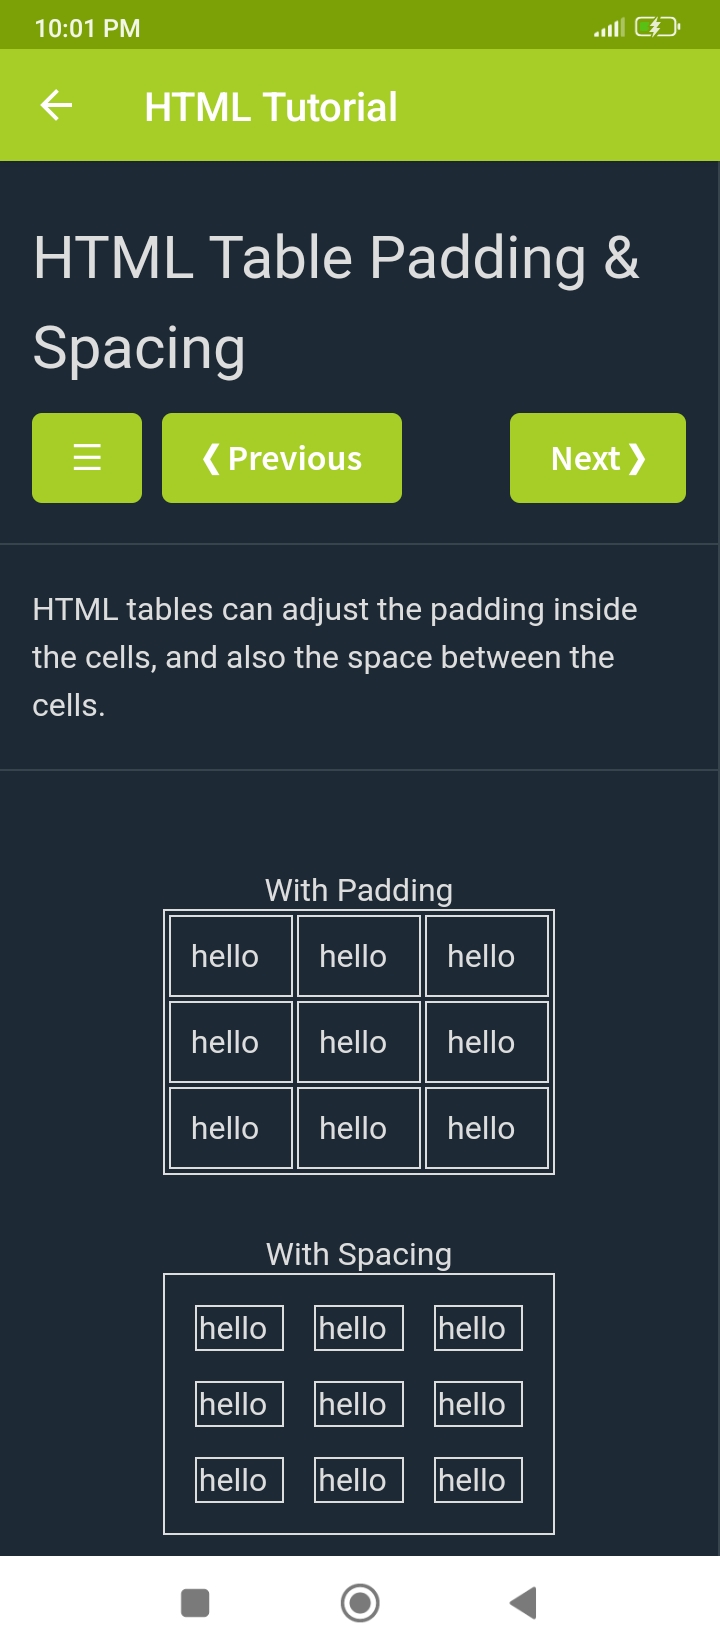 10:01 PM
HTML Tutorial
HTML Table Padding &
Spacing
☰ ❮ Previous Next ❯
HTML tables can adjust the padding inside
the cells, and also the space between the
cells.
With Padding
hello hello hello
hello hello hello
hello hello hello
With Spacing
hello hello hello
hello hello hello
hello hello hello